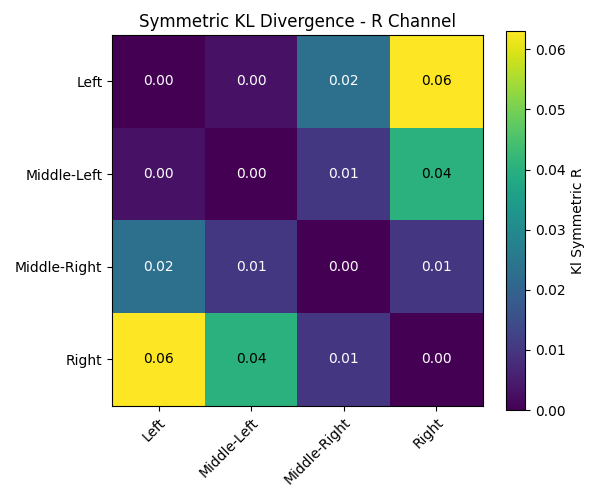 Symmetric KL Divergence - R Channel
Left 0.00 0.00 0.02 0.06
Middle-Left 0.00 0.00 0.01 0.04
Middle-Right 0.02 0.01 0.00 0.01
Right 0.06 0.04 0.01 0.00
Left Middle-Left Middle-Right Right
0.06
0.05
0.04
0.03
0.02
0.01
0.00
Kl Symmetric R